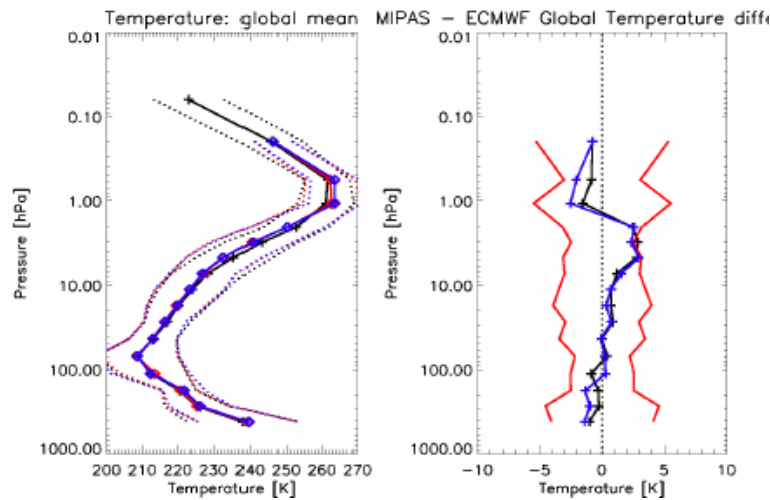 Temperature: global mean MIPAS – ECMWF Global Temperature diffe
0.01 0.01
0.10 0.10
1.00 1.00
10.00 10.00
100.00 100.00
1000.00 1000.00
Pressure [hPa] Pressure [hPa]
200 210 220 230 240 250 260 270 -10 -5 0 5 10
Temperature [K] Temperature [K]